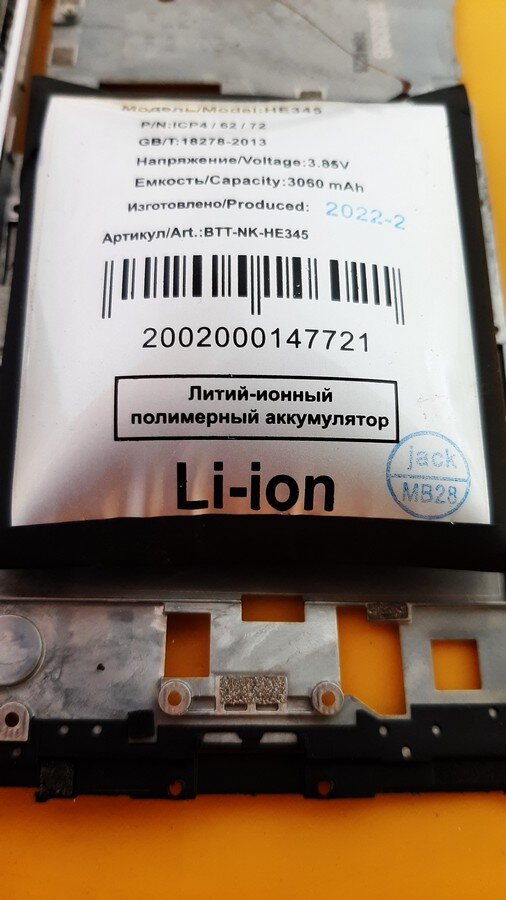 Модель/Model:HE345
P/N:ICP4 / 62 / 72
GB/T:18278-2013
Напряжение/Voltage:3.85V
Емкость/Capacity:3060 mAh
Изготовлено/Produced: 2022-2
Артикул/Art.:BTT-NK-HE345
2002000147721
Литий-ионный
полимерный аккумулятор
Li-ion
jack
MB28